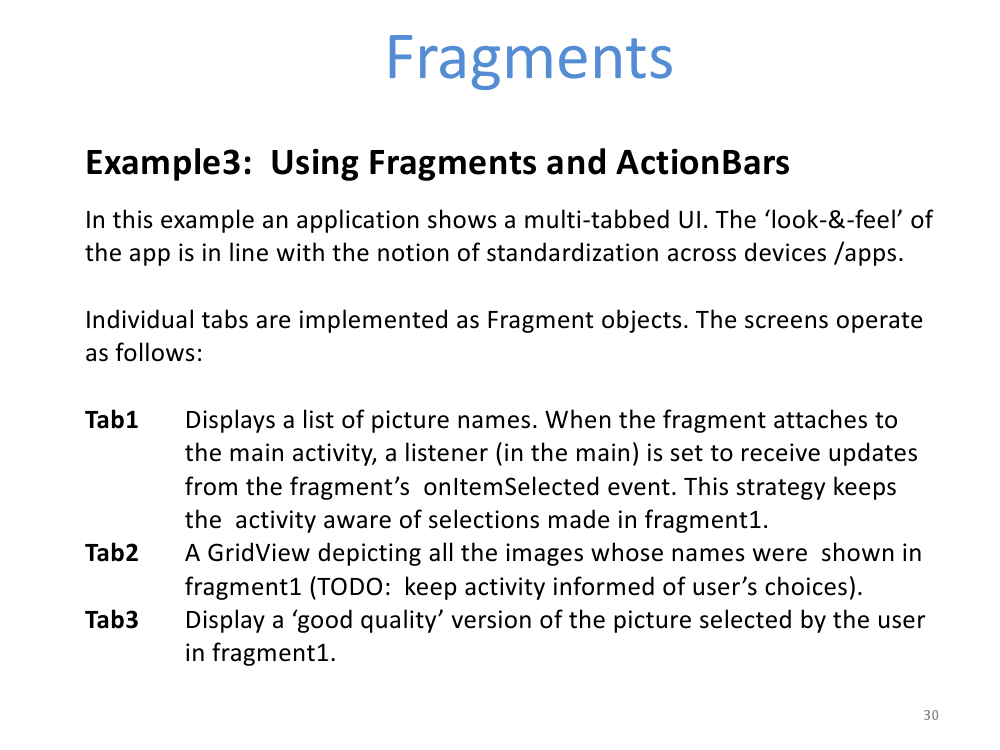 Fragments
Example3:  Using Fragments and ActionBars
In this example an application shows a multi-tabbed UI. The ‘look-&-feel’ of
the app is in line with the notion of standardization across devices /apps.
Individual tabs are implemented as Fragment objects. The screens operate
as follows:
Tab1 Displays a list of picture names. When the fragment attaches to
the main activity, a listener (in the main) is set to receive updates
from the fragment’s  onItemSelected event. This strategy keeps
the  activity aware of selections made in fragment1.
Tab2 A GridView depicting all the images whose names were  shown in
fragment1 (TODO:  keep activity informed of user’s choices).
Tab3 Display a ‘good quality’ version of the picture selected by the user
in fragment1.
30